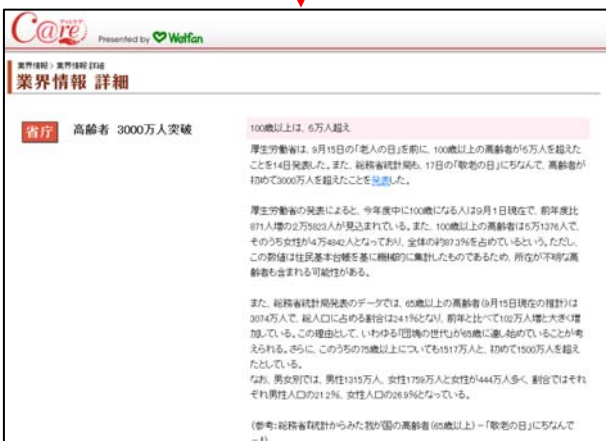 C@re Presented by Welfan
業界情報>業界情報 詳細
業界情報 詳細
省庁 高齢者 3000万人突破
100歳以上は、5万人超え
厚生労働省は、9月15日の「老人の日」を前に、100歳以上の高齢者が5万人を超えた
ことを14日発表した。また、総務省統計局も、17日の「敬老の日」にちなんで、高齢者が
初めて3000万人を超えたことを発表した。
厚生労働省の発表によると、今年度中に100歳になる人は9月1日現在で、前年度比
871人増の2万5823人が見込まれている。また、100歳以上の高齢者は5万1376人で、
そのうち女性が4万4842人となっており、全体の約87.3%を占めているという。ただし、
この数値は住民基本台帳を基に機械的に集計したものであるため、所在が不明な高
齢者も含まれる可能性がある。
また、総務省統計局発表のデータでは、65歳以上の高齢者(9月15日現在の推計)は
3074万人で、総人口に占める割合は24.1%となり、前年と比べて102万人増と大きく増
加している。この理由として、いわゆる「団塊の世代」が65歳に達し始めていることが考
えられる。さらに、このうちの75歳以上についても1517万人と、初めて1500万人を超え
たとしている。
なお、男女別では、男性1315万人、女性1759万人と女性が444万人多く、割合ではそれ
ぞれ男性人口の21.2%、女性人口の26.9%となっている。
(参考:総務省「統計からみた我が国の高齢者(65歳以上)-「敬老の日」にちなんで